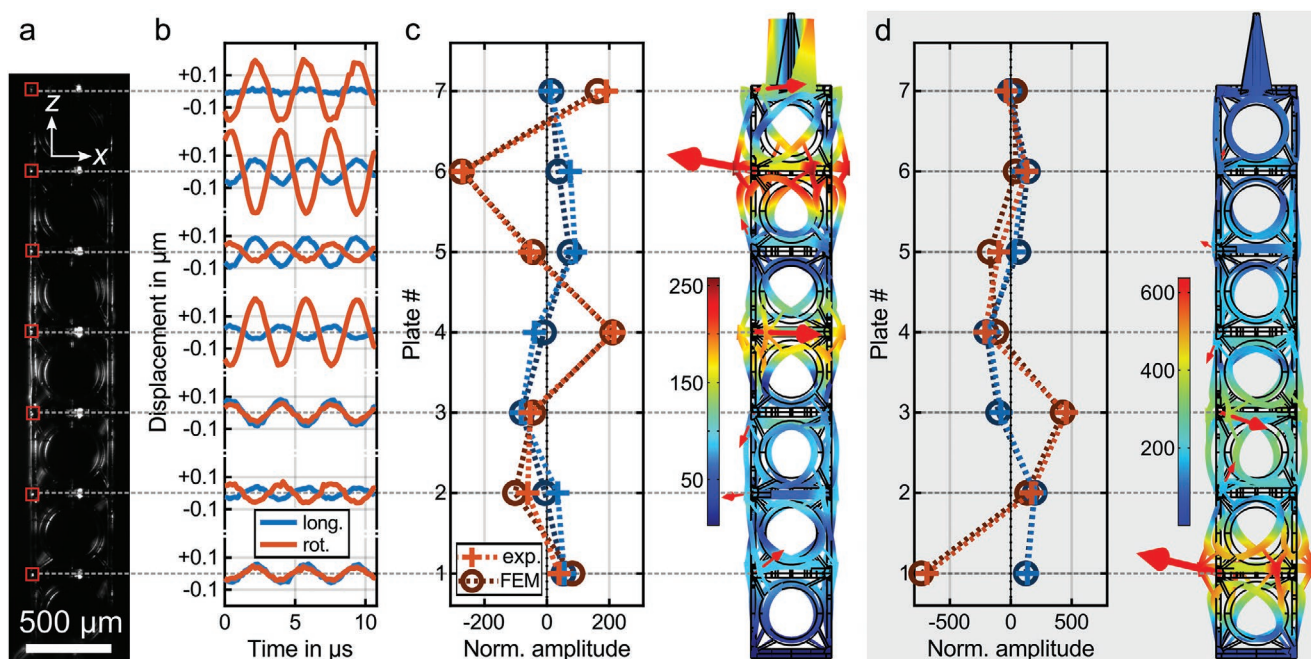 a
b
c
d
z
x
500 µm
Displacement in µm
+0.1
-0.1
+0.1
-0.1
+0.1
-0.1
+0.1
-0.1
+0.1
-0.1
+0.1
-0.1
+0.1
-0.1
long.
rot.
0 5 10
Time in µs
Plate #
7
6
5
4
3
2
1
exp.
FEM
-200 0 200
Norm. amplitude
250
150
50
Plate #
7
6
5
4
3
2
1
-500 0 500
Norm. amplitude
600
400
200